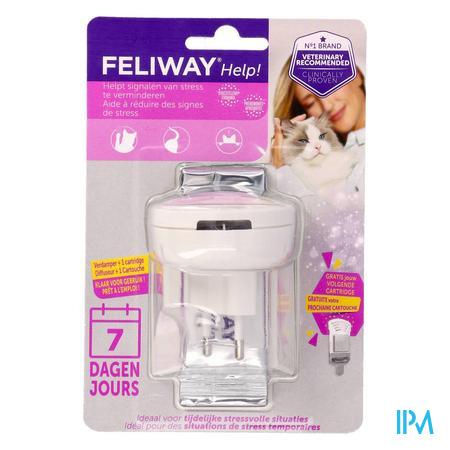 FELIWAY® Help!
Helpt signalen van stress
te verminderen
Aide à réduire des signes
de stress
N°1 BRAND
VETERINARY
RECOMMENDED
CLINICALLY
PROVEN
Verdamper + 1 cartridge
Diffuseur + 1 Cartouche
KLAAR VOOR GEBRUIK!
PRÊT À L'EMPLOI!
7
DAGEN
JOURS
GRATIS jouw
VOLGENDE
CARTRIDGE
GRATUITE votre
PROCHAINE CARTOUCHE
Ideaal voor tijdelijke stressvolle situaties
Idéal pour des situations de stress temporaires
IPM